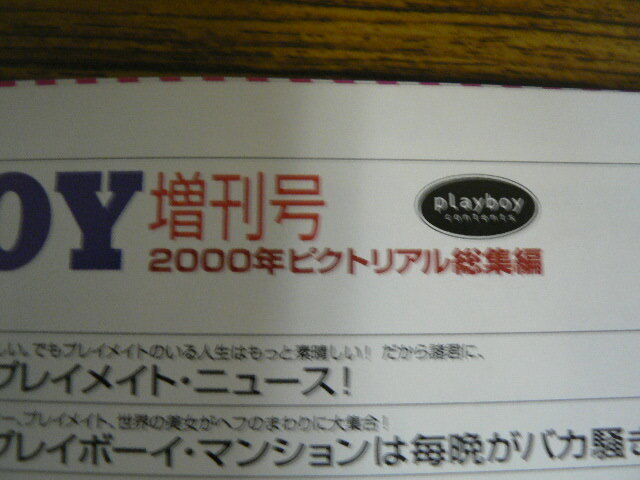 OY 増刊号
playboy
contents
2000年ピクトリアル総集編
しい。でもプレイメイトのいる人生はもっと素晴しい！ だから諸君に、
プレイメイト・ニュース！
ー、プレイメイト、世界の美女がヘフのまわりに大集合！
プレイボーイ・マンションは毎晩がバカ騒き